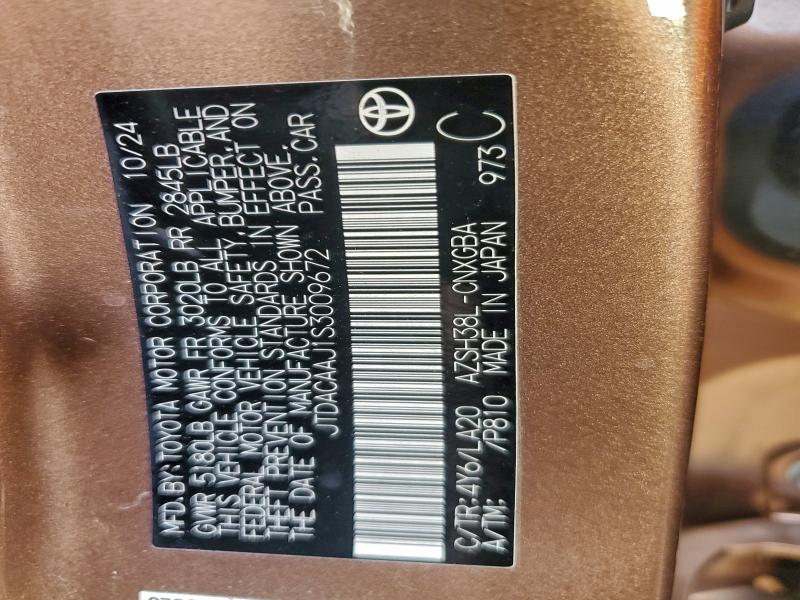 MFD.BY:TOYOTA MOTOR CORPORATION 10/24
GVWR 5180LB GAWR FR 3020LB RR 2845LB
THIS VEHICLE CONFORMS TO ALL APPLICABLE
FEDERAL MOTOR VEHICLE SAFETY,BUMPER,AND
THEFT PREVENTION STANDARDS IN EFFECT ON
THE DATE OF MANUFACTURE SHOWN ABOVE.
JTDACAAJ1S3009672 PASS.CAR
C/TR:4Y6/LA20 AZSH38L-CNXGBA
A/TM: /P810 MADE IN JAPAN 973 C